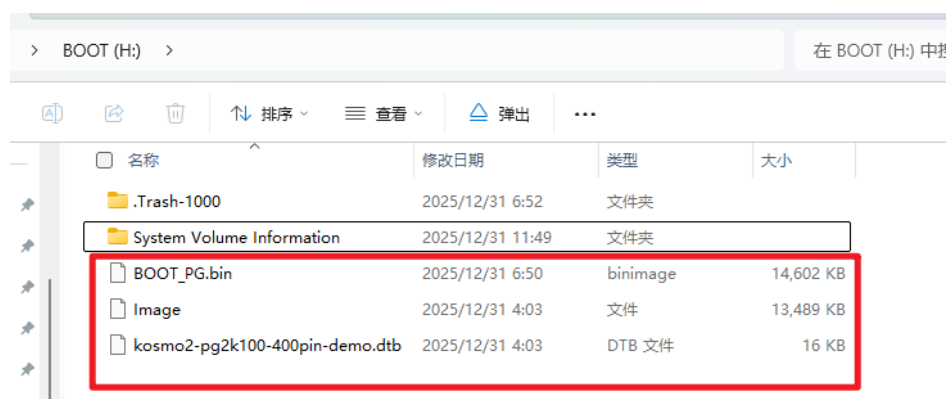 > BOOT (H:) > 在 BOOT (H:) 中
排序 查看 弹出 ...
名称 修改日期 类型 大小
.Trash-1000 2025/12/31 6:52 文件夹
System Volume Information 2025/12/31 11:49 文件夹
BOOT_PG.bin 2025/12/31 6:50 binimage 14,602 KB
Image 2025/12/31 4:03 文件 13,489 KB
kosmo2-pg2k100-400pin-demo.dtb 2025/12/31 4:03 DTB 文件 16 KB